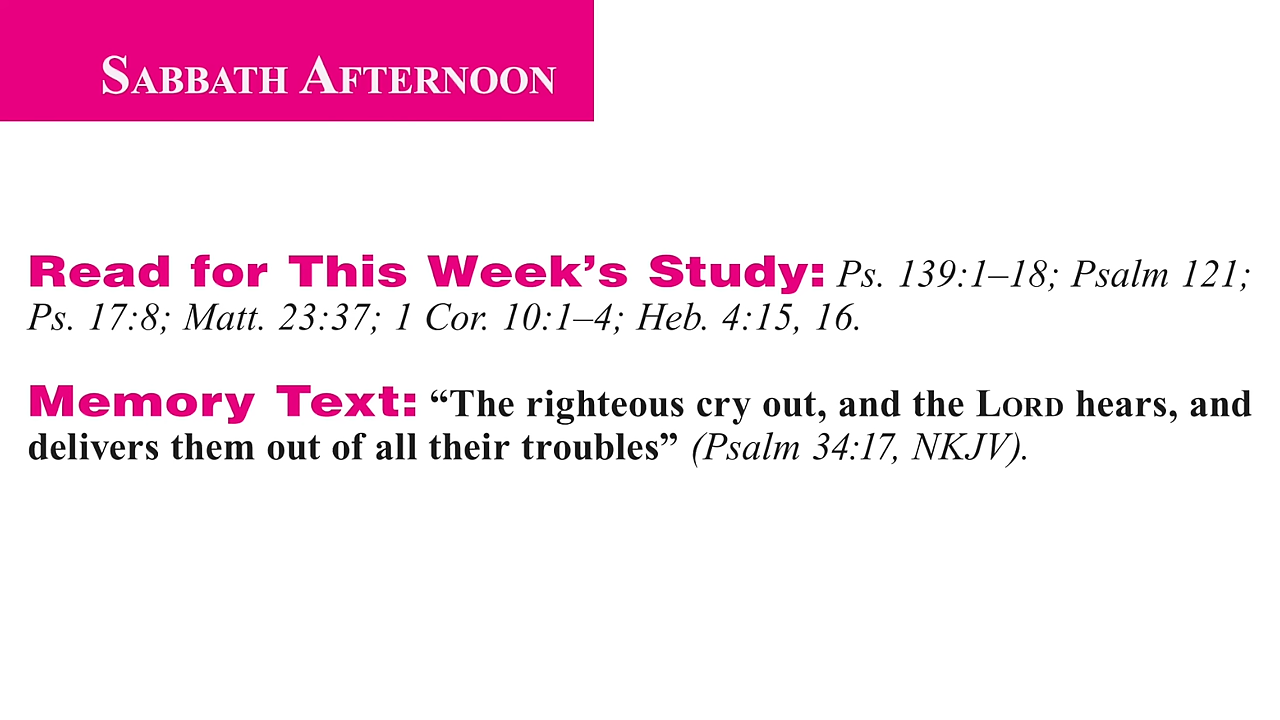 SABBATH AFTERNOON
Read for This Week’s Study: Ps. 139:1–18; Psalm 121;
Ps. 17:8; Matt. 23:37; 1 Cor. 10:1–4; Heb. 4:15, 16.
Memory Text: “The righteous cry out, and the LORD hears, and
delivers them out of all their troubles” (Psalm 34:17, NKJV).